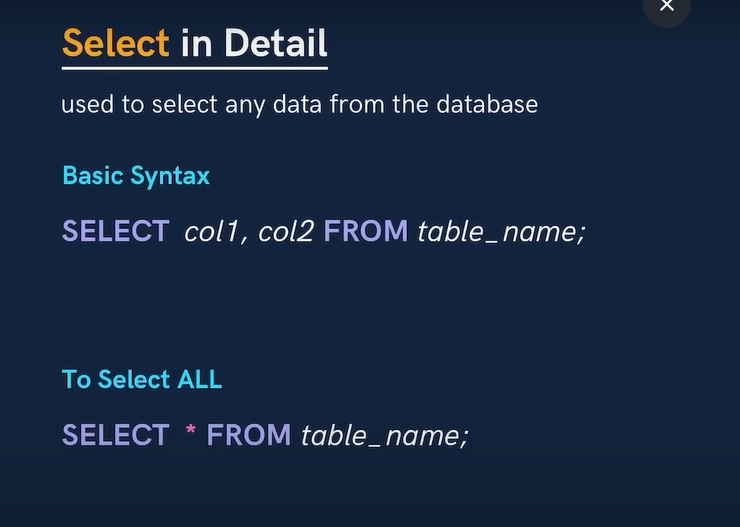 Select in Detail
used to select any data from the database
Basic Syntax
SELECT col1, col2 FROM table_name;
To Select ALL
SELECT * FROM table_name;